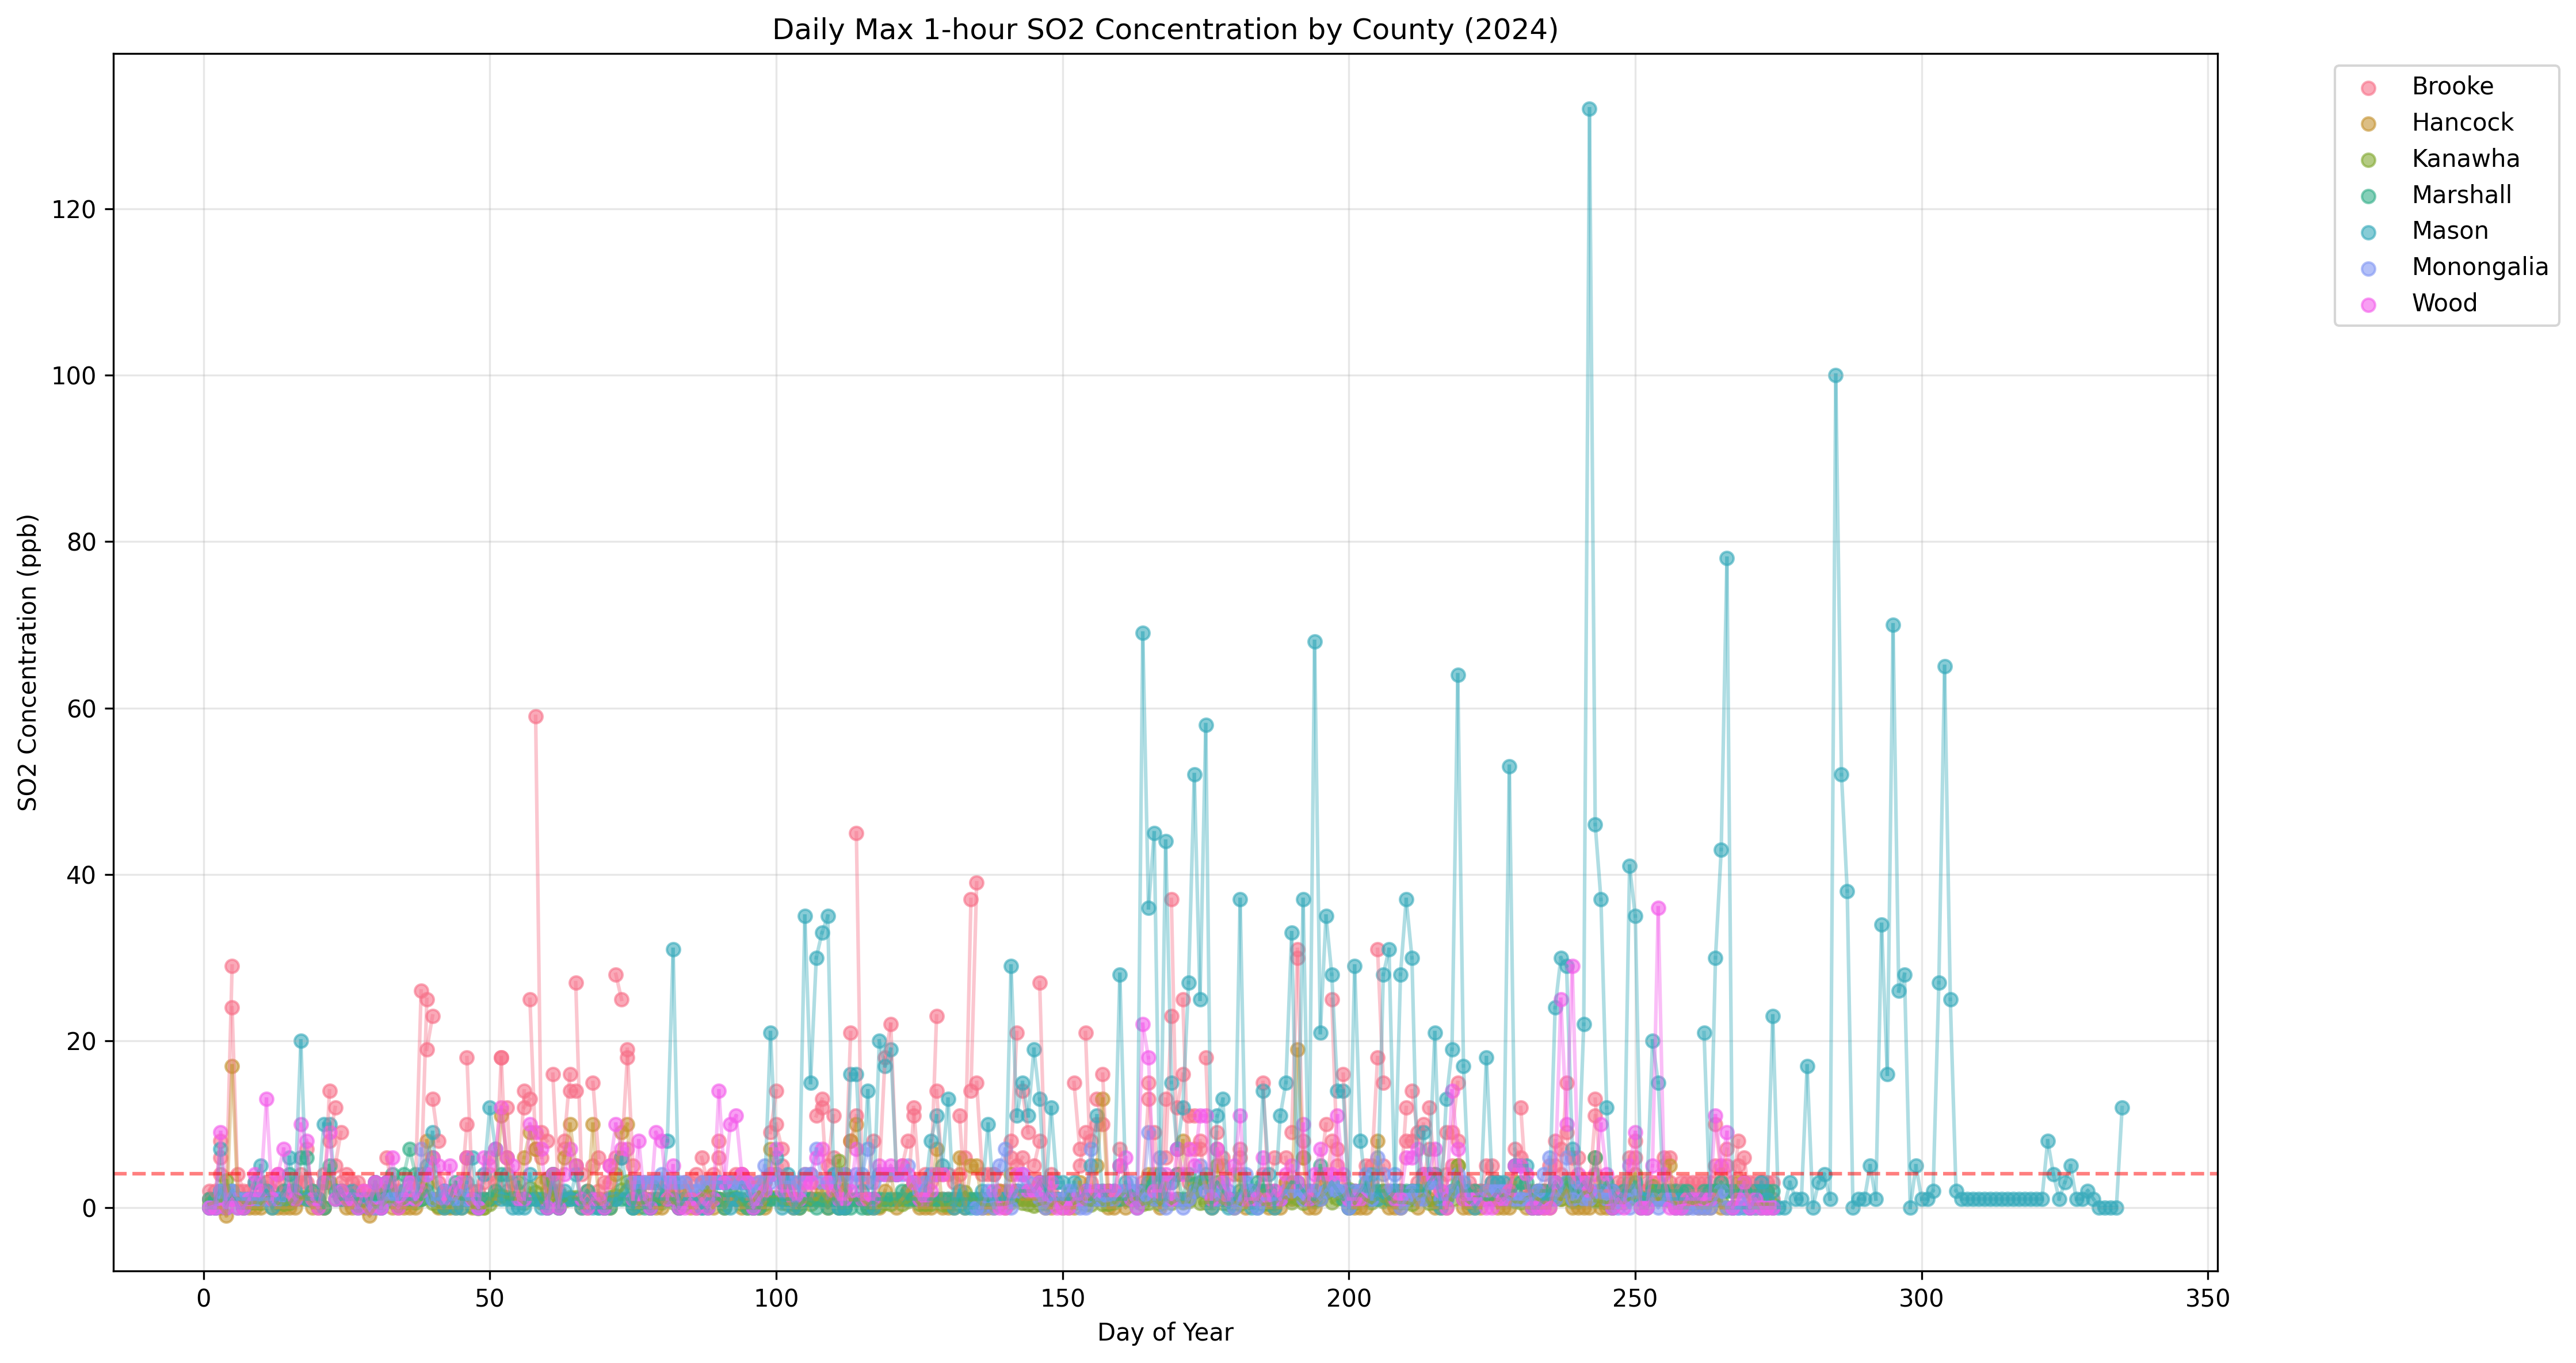 Daily Max 1-hour SO2 Concentration by County (2024)
SO2 Concentration (ppb)
120
100
80
60
40
20
0
0 50 100 150 200 250 300 350
Day of Year
Brooke
Hancock
Kanawha
Marshall
Mason
Monongalia
Wood